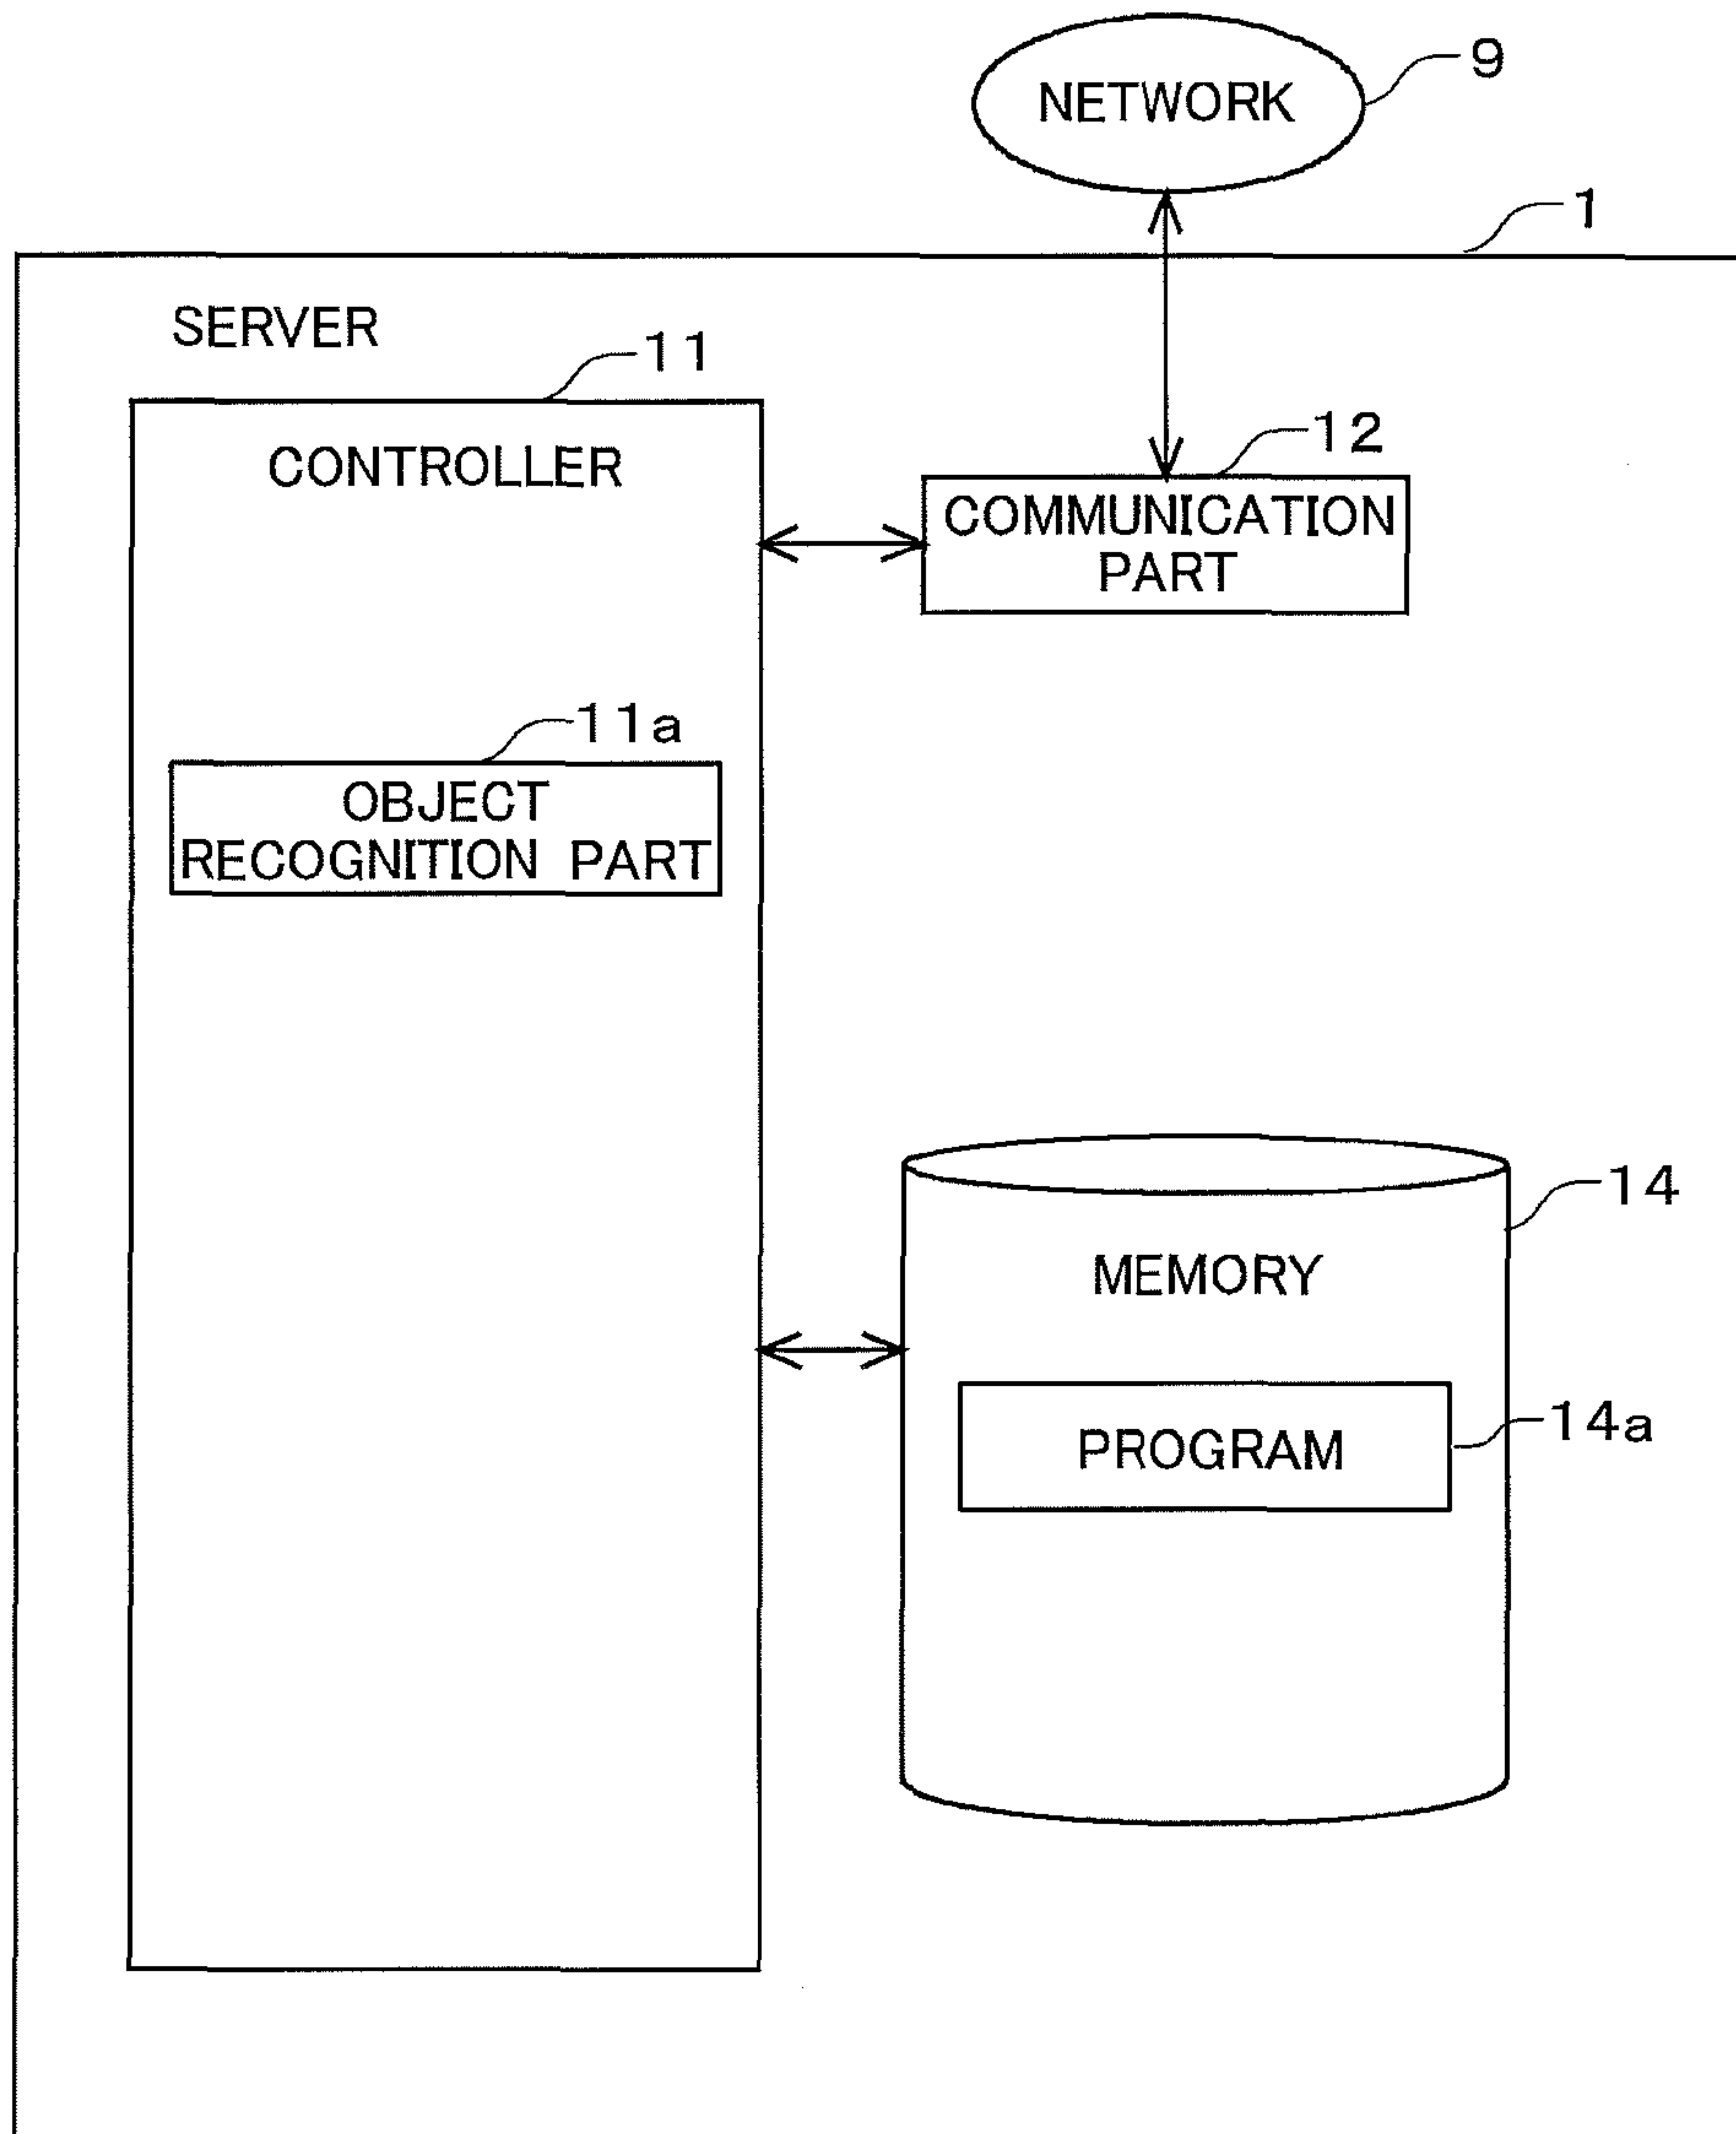 NETWORK
9
1
SERVER
11
CONTROLLER
12
COMMUNICATION
PART
11a
OBJECT
RECOGNITION PART
14
MEMORY
PROGRAM
14a